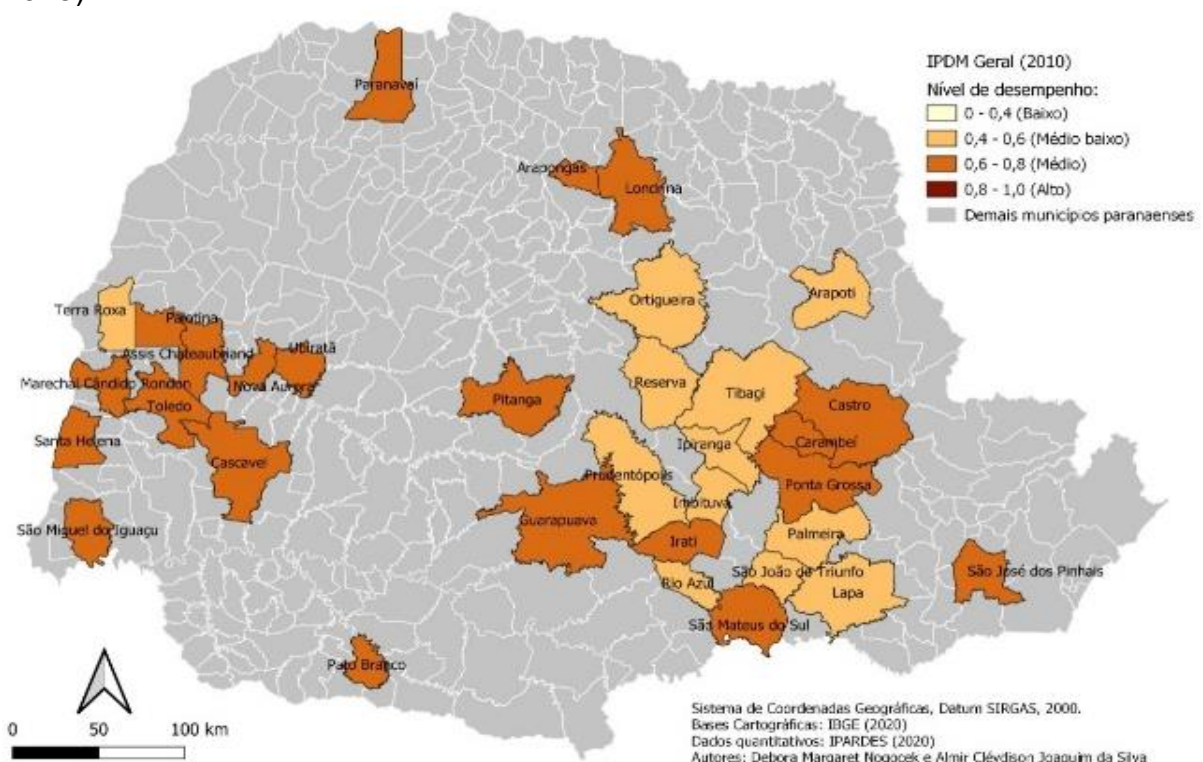 IPDM Geral (2010)
Nível de desempenho:
0 - 0,4 (Baixo)
0,4 - 0,6 (Médio baixo)
0,6 - 0,8 (Médio)
0,8 - 1,0 (Alto)
Demais municípios paranaenses
Paranavaí
Arapongas
Londrina
Ortigueira
Arapoti
Terra Roxa
Palotina
Assis Chateaubriand
Ubiratã
Marechal Cândido Rondon
Nova Aurora
Toledo
Pitanga
Reserva
Tibagi
Castro
Santa Helena
Ipiranga
Carambeí
Cascavel
Prudentópolis
Ponta Grossa
Imbituva
São Miguel do Iguaçu
Guarapuava
Irati
Palmeira
São João de Triunfo
São José dos Pinhais
Rio Azul
Lapa
São Mateus do Sul
Pato Branco
0 50 100 km
Sistema de Coordenadas Geográficas, Datum SIRGAS, 2000.
Bases Cartográficas: IBGE (2020)
Dados quantitativos: IPARDES (2020)
Autores: Debora Margaret Nogocek e Almir Cléydison Joaquim da Silva